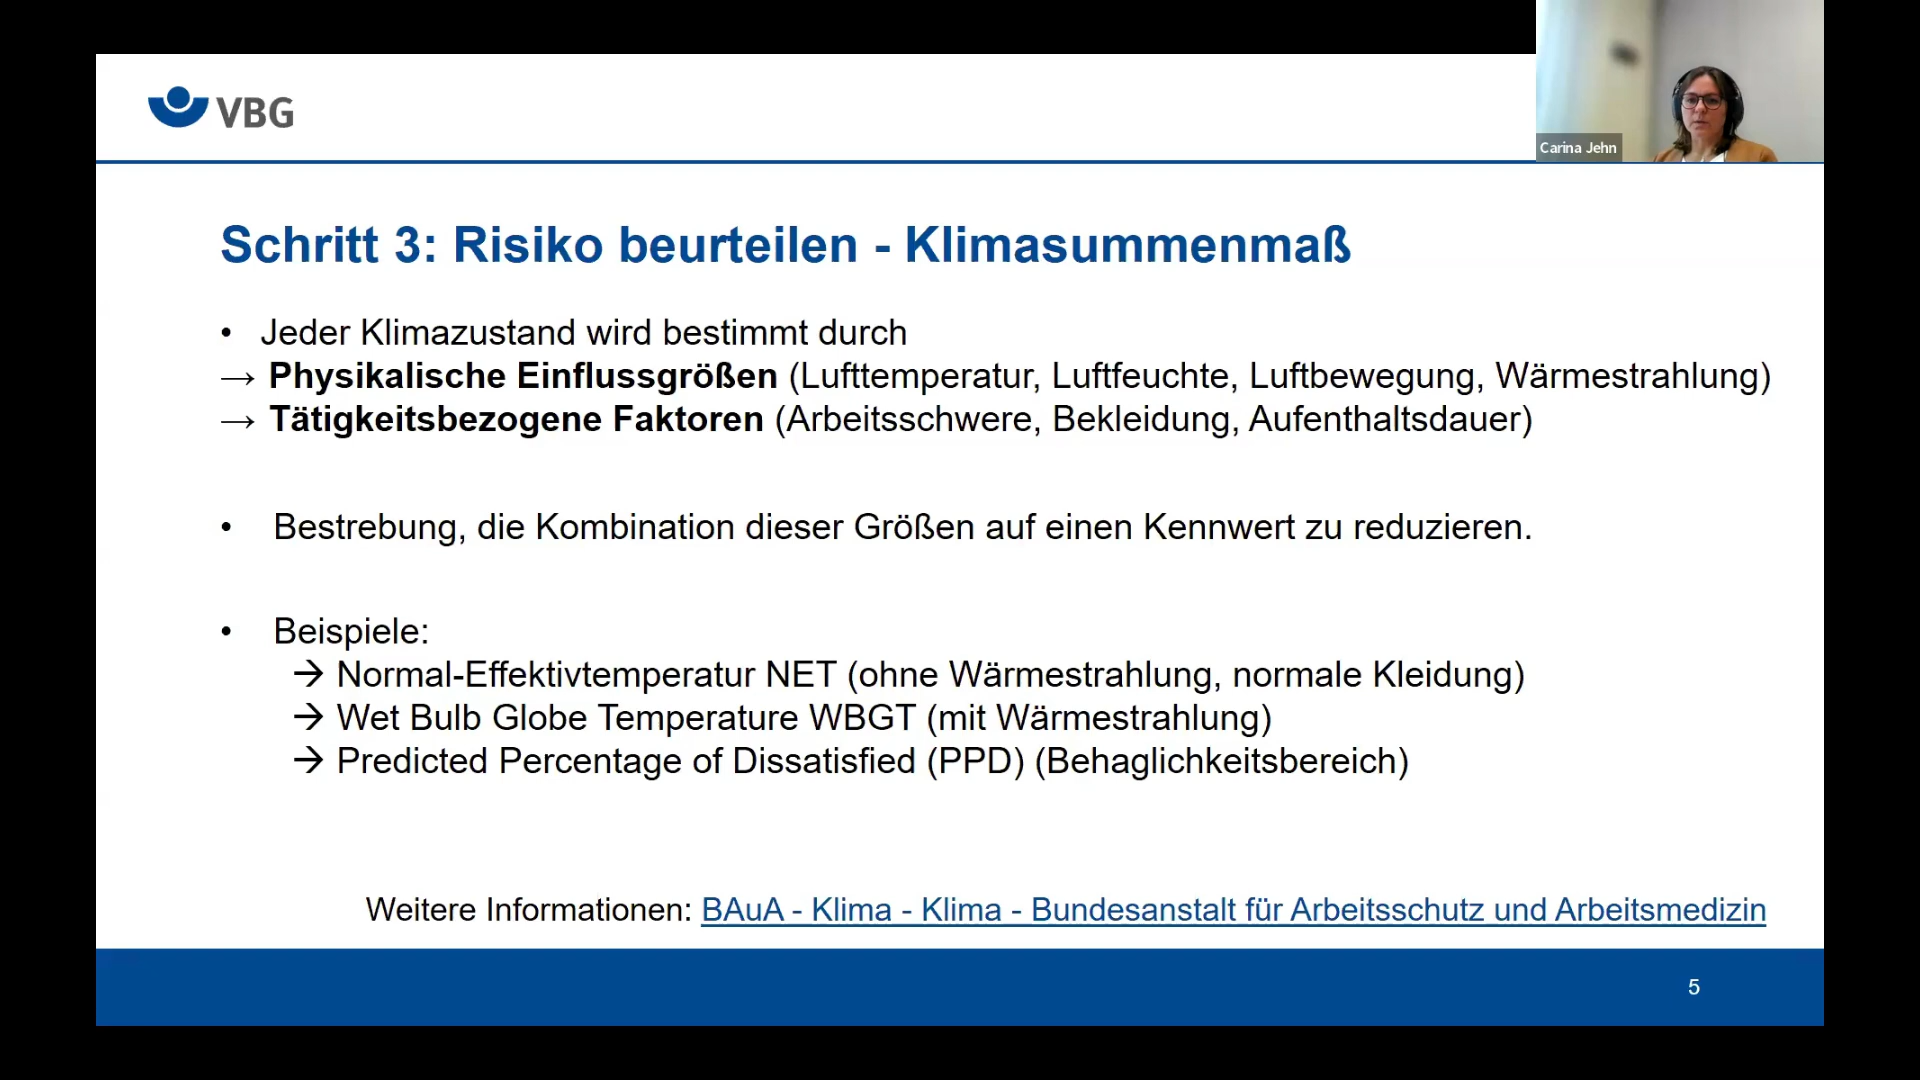 VBG
Carina Jehn
Schritt 3: Risiko beurteilen - Klimasummenmaß
• Jeder Klimazustand wird bestimmt durch
→ Physikalische Einflussgrößen (Lufttemperatur, Luftfeuchte, Luftbewegung, Wärmestrahlung)
→ Tätigkeitsbezogene Faktoren (Arbeitsschwere, Bekleidung, Aufenthaltsdauer)
• Bestrebung, die Kombination dieser Größen auf einen Kennwert zu reduzieren.
• Beispiele:
→ Normal-Effektivtemperatur NET (ohne Wärmestrahlung, normale Kleidung)
→ Wet Bulb Globe Temperature WBGT (mit Wärmestrahlung)
→ Predicted Percentage of Dissatisfied (PPD) (Behaglichkeitsbereich)
Weitere Informationen: BAuA - Klima - Klima - Bundesanstalt für Arbeitsschutz und Arbeitsmedizin
5